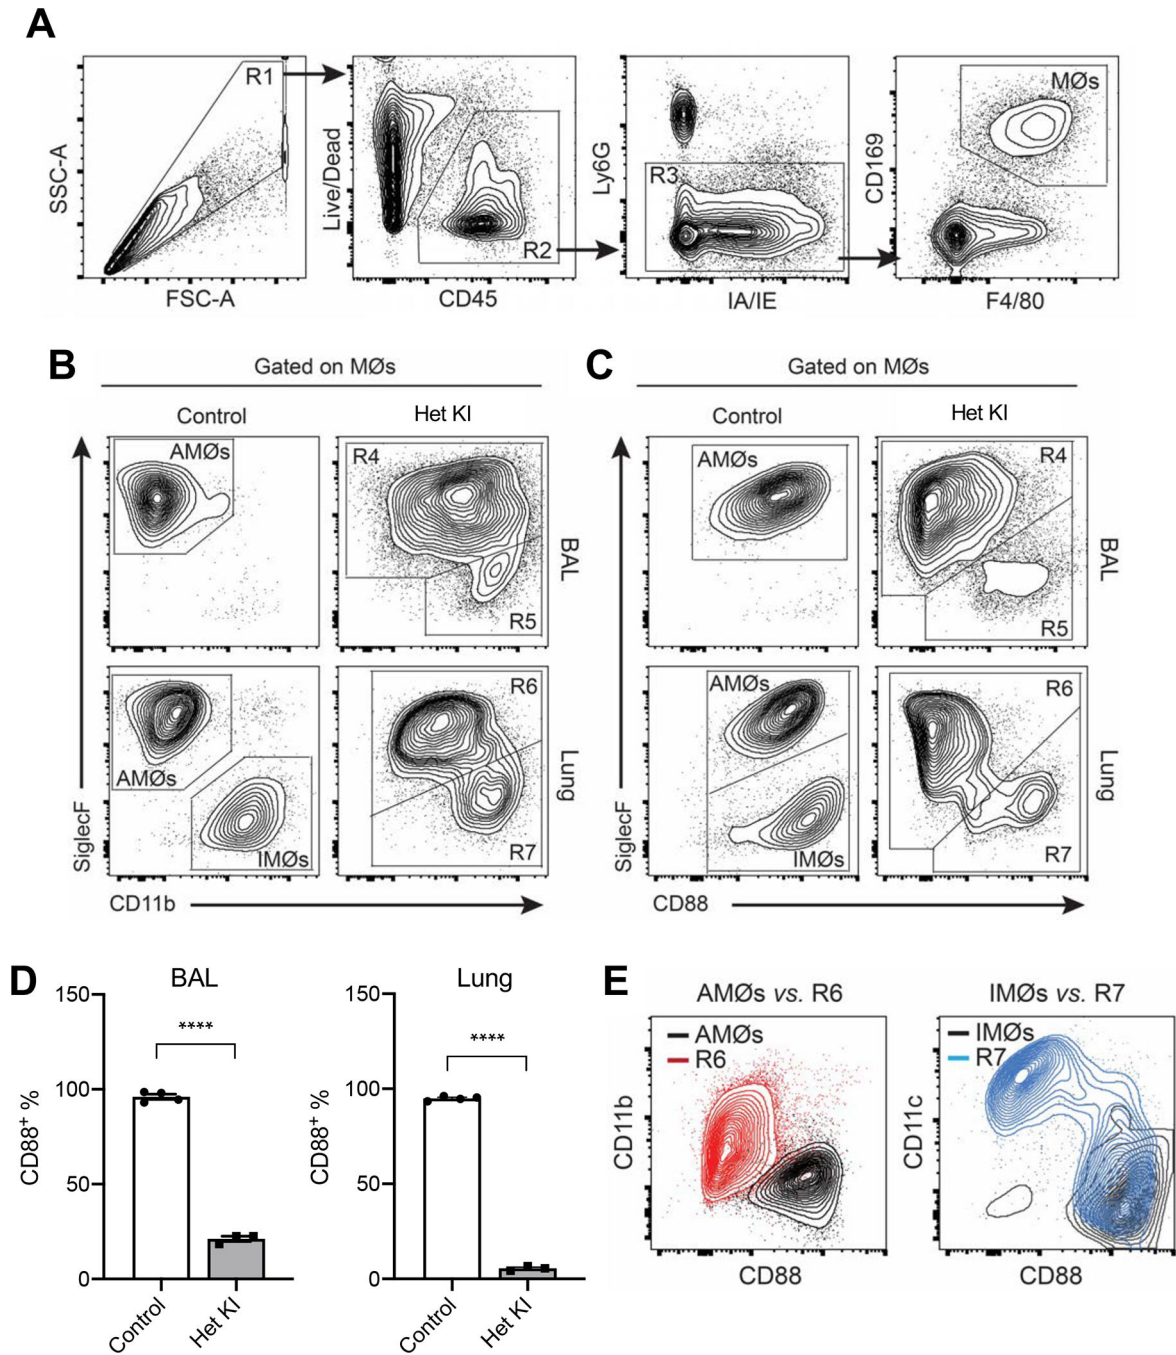 A
R1
SSC-A
FSC-A
Live/Dead
R2
CD45
Ly6G
R3
IA/IE
CD169
MØs
F4/80
B
Gated on MØs
Control
Het KI
AMØs
R4
R5
BAL
AMØs
IMØs
R6
R7
Lung
SiglecF
CD11b
C
Gated on MØs
Control
Het KI
AMØs
R4
R5
BAL
AMØs
IMØs
R6
R7
Lung
SiglecF
CD88
D
BAL
150
100
50
0
CD88+ %
****
Control
Het KI
Lung
150
100
50
0
CD88+ %
****
Control
Het KI
E
AMØs vs. R6
AMØs
R6
CD11b
CD88
IMØs vs. R7
IMØs
R7
CD11c
CD88